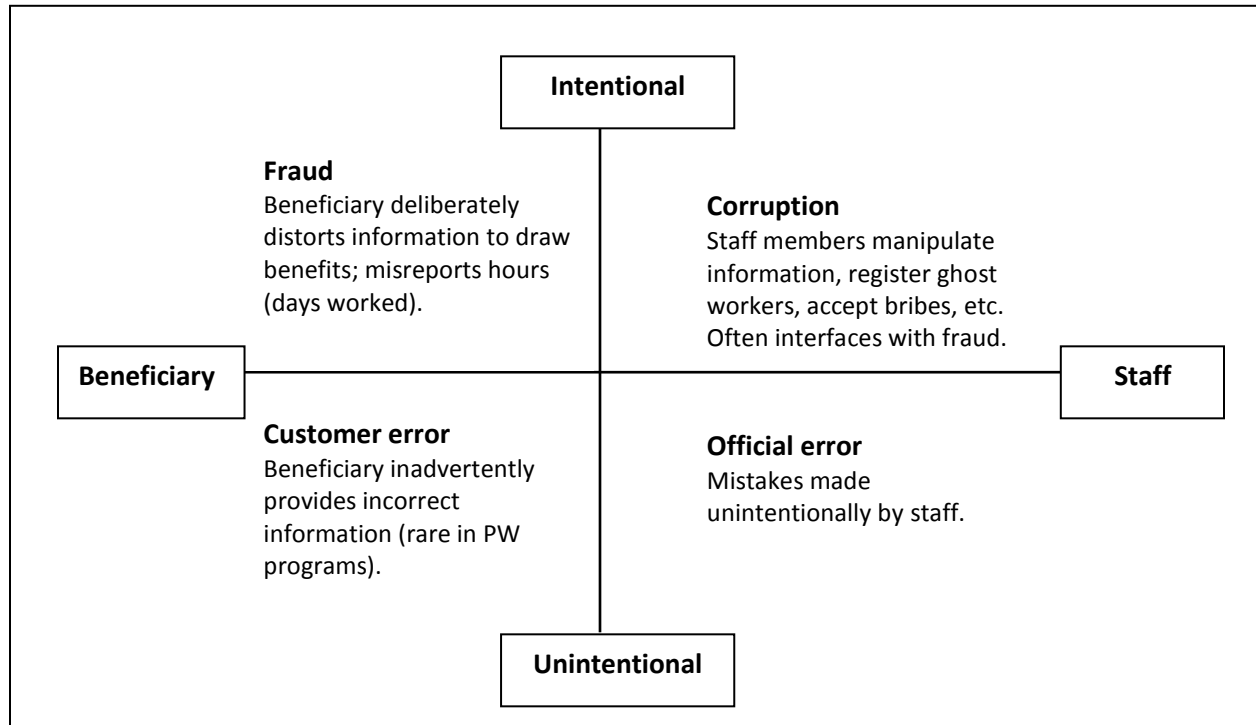 Intentional
Fraud
Beneficiary deliberately
distorts information to draw
benefits; misreports hours
(days worked).
Corruption
Staff members manipulate
information, register ghost
workers, accept bribes, etc.
Often interfaces with fraud.
Beneficiary
Staff
Customer error
Beneficiary inadvertently
provides incorrect
information (rare in PW
programs).
Official error
Mistakes made
unintentionally by staff.
Unintentional